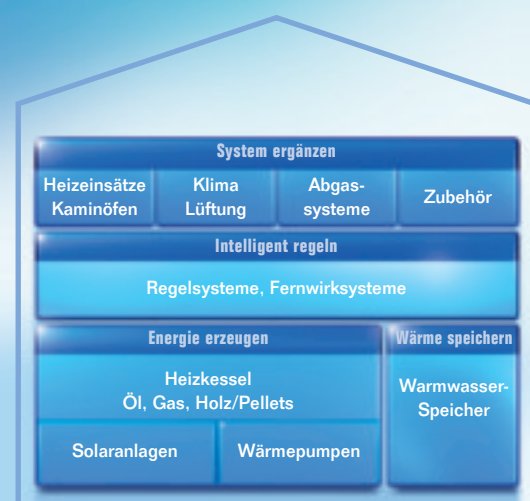 System ergänzen
Heizeinsätze
Kaminöfen
Klima
Lüftung
Abgas-
systeme
Zubehör
Intelligent regeln
Regelsysteme, Fernwirksysteme
Energie erzeugen
Heizkessel
Öl, Gas, Holz/Pellets
Solaranlagen
Wärmepumpen
Wärme speichern
Warmwasser-
Speicher